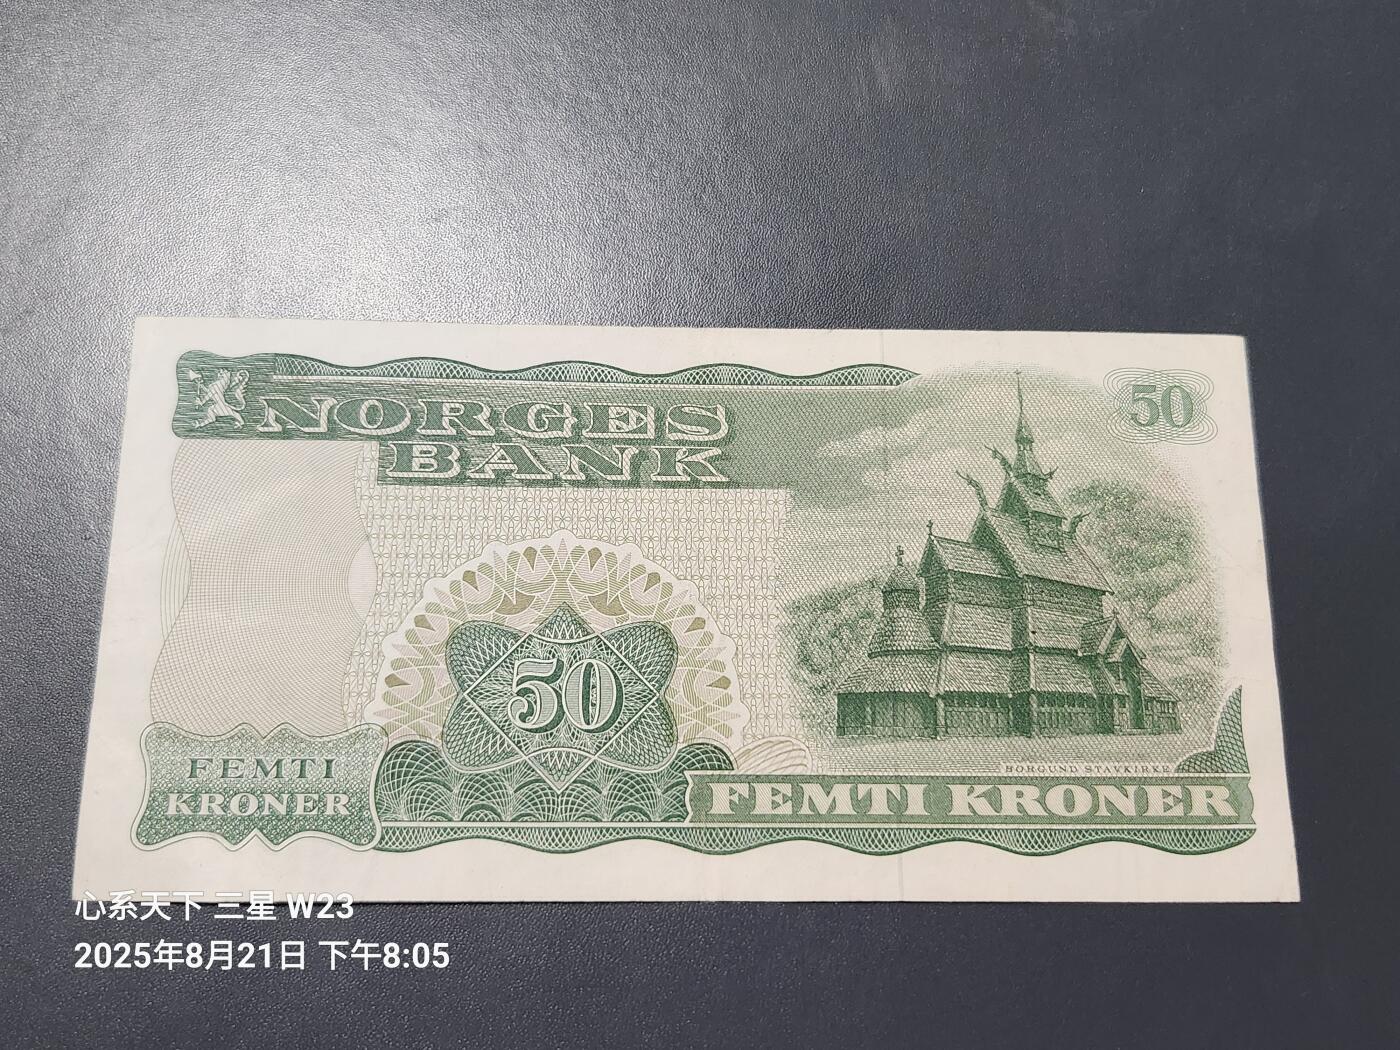 NORGES
BANK
50
50
BORGUND STAVKIRKE
FEMTI
KRONER
FEMTI KRONER
心系天下 三星 W23
2025年8月21日 下午8:05